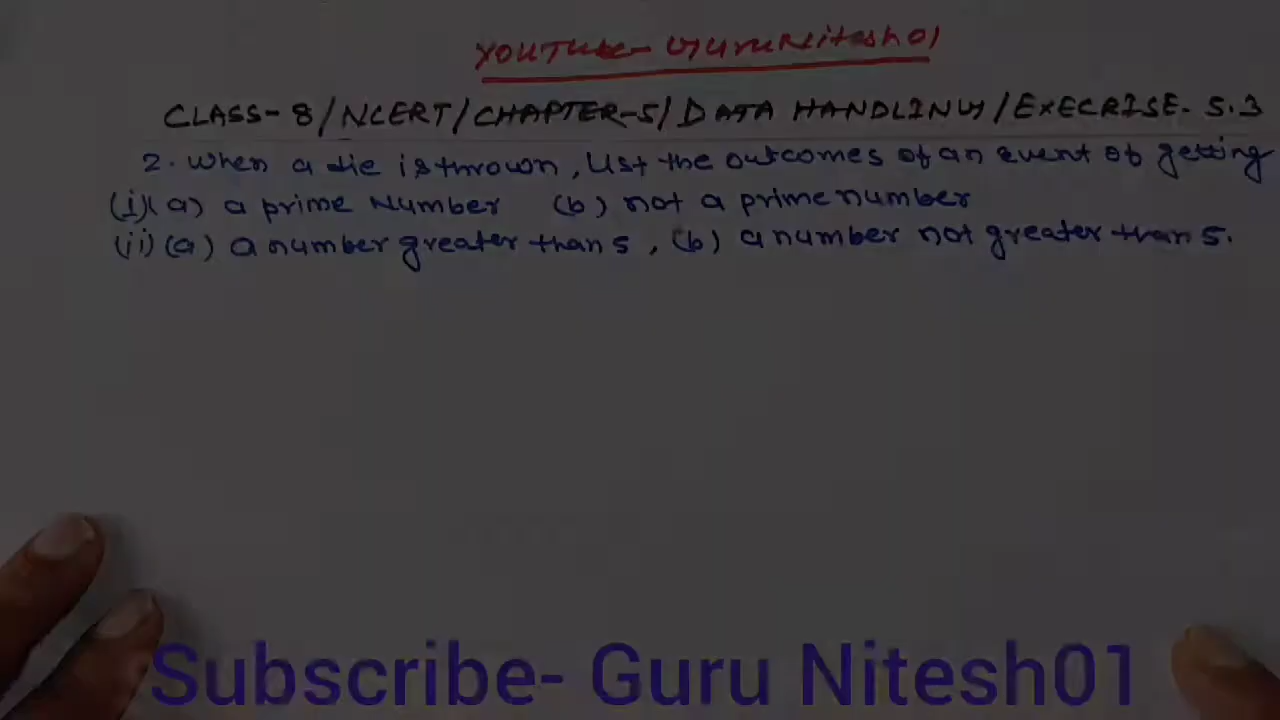 YOUTube- GuruNitesh01
CLASS- 8/NCERT/CHAPTER-5/DATA HANDLING/EXECRISE- 5.3
2. When a die is thrown, List the outcomes of an event of getting
(i)(a) a prime Number (b) not a prime number
(ii) (a) a number greater than 5, (b) a number not greater than 5.
Subscribe- Guru Nitesh01